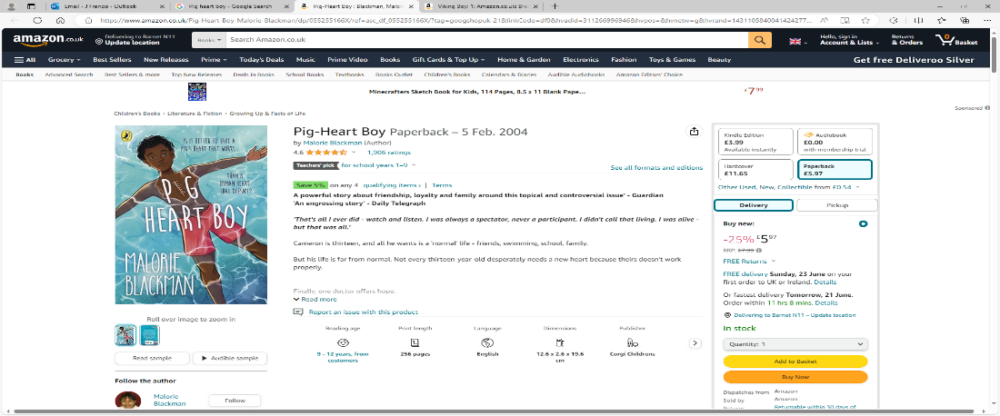 Email - J Francis - Outlook
Pig heart boy - Google Search
Pig-Heart Boy : Blackman, Malori
Viking Boy: 1: Amazon.co.uk: Bre
https://www.amazon.co.uk/Pig-Heart-Boy-Malorie-Blackman/dp/055255166X/ref=asc_df_055255166X/?tag=googshopuk-21&linkCode=df0&hvadid=311266996946&hvpos=&hvnetw=g&hvrand=1431105840041424277...
amazon.co.uk
Delivering to Barnet N11
Update location
Books
Search Amazon.co.uk
Hello, sign in
Account & Lists
Returns
& Orders
0
Basket
All
Grocery
Best Sellers
New Releases
Prime
Today's Deals
Music
Prime Video
Books
Gift Cards & Top Up
Home & Garden
Electronics
Fashion
Toys & Games
Beauty
Get free Deliveroo Silver
Books
Advanced Search
Best Sellers & more
Top New Releases
Deals in Books
School Books
Textbooks
Books Outlet
Children's Books
Calendars & Diaries
Audible Audiobooks
Amazon Editors' Choice
Minecrafters Sketch Book for Kids, 114 Pages, 8.5 x 11 Blank Pape...
£7 99
Sponsored
Children's Books › Literature & Fiction › Growing Up & Facts of Life
IS IT BETTER TO HAVE A
PIG'S HEART THAT WORKS
THAN A
HUMAN HEART
THAT DOESN'T?
PIG
HEART BOY
MALORIE
BLACKMAN
Roll over image to zoom in
Read sample
Audible sample
Follow the author
Malorie
Blackman
Follow
Pig-Heart Boy Paperback – 5 Feb. 2004
by Malorie Blackman (Author)
4.6
1,906 ratings
Teachers' pick for school years 1–9
See all formats and editions
Save 5% on any 4 qualifying items › | Terms
A powerful story about friendship, loyalty and family around this topical and controversial issue' - Guardian
'An engrossing story' - Daily Telegraph
'That's all I ever did - watch and listen. I was always a spectator, never a participant. I didn't call that living. I was alive -
but that was all.'
Cameron is thirteen, and all he wants is a 'normal' life - friends, swimming, school, family.
But his life is far from normal. Not every thirteen-year-old desperately needs a new heart because theirs doesn't work
properly.
Finally, one doctor offers hope.
Read more
Report an issue with this product
Reading age
9 - 12 years, from
customers
Print length
256 pages
Language
English
Dimensions
12.6 x 2.6 x 19.6
cm
Publisher
Corgi Childrens
Kindle Edition
£3.99
Available instantly
Audiobook
£0.00
with membership trial
Hardcover
£11.65
Paperback
£5.97
Other Used, New, Collectible from £0.54
Delivery
Pickup
Buy new:
-25% £5 97
RRP: £7.99
FREE Returns
FREE delivery Sunday, 23 June on your
first order to UK or Ireland. Details
Or fastest delivery Tomorrow, 21 June.
Order within 11 hrs 8 mins. Details
Delivering to Barnet N11 – Update location
In stock
Quantity: 1
Add to Basket
Buy Now
Dispatches from Amazon
Sold by Amazon
Returns Returnable within 30 days of